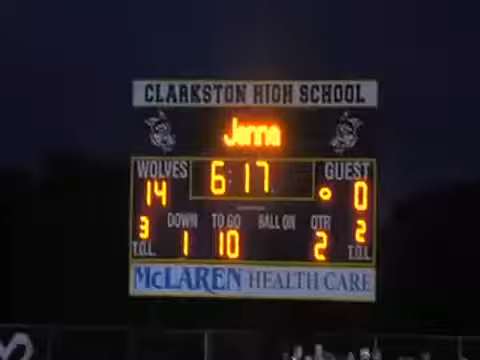 CLARKSTON HIGH SCHOOL
Janna
WOLVES 6:17 GUEST
14 0
3 DOWN TO GO BALL ON QTR 2
T.O.L. 1 10 2 T.O.L
McLAREN HEALTH CARE